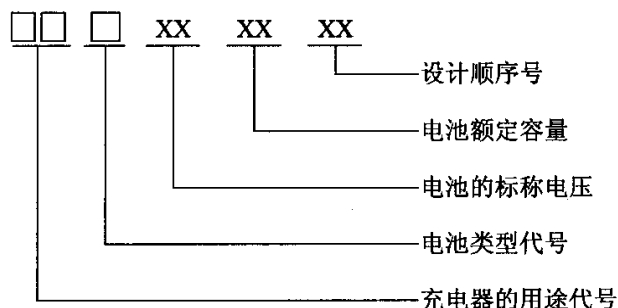 □□ □ XX XX XX
设计顺序号
电池额定容量
电池的标称电压
电池类型代号
充电器的用途代号